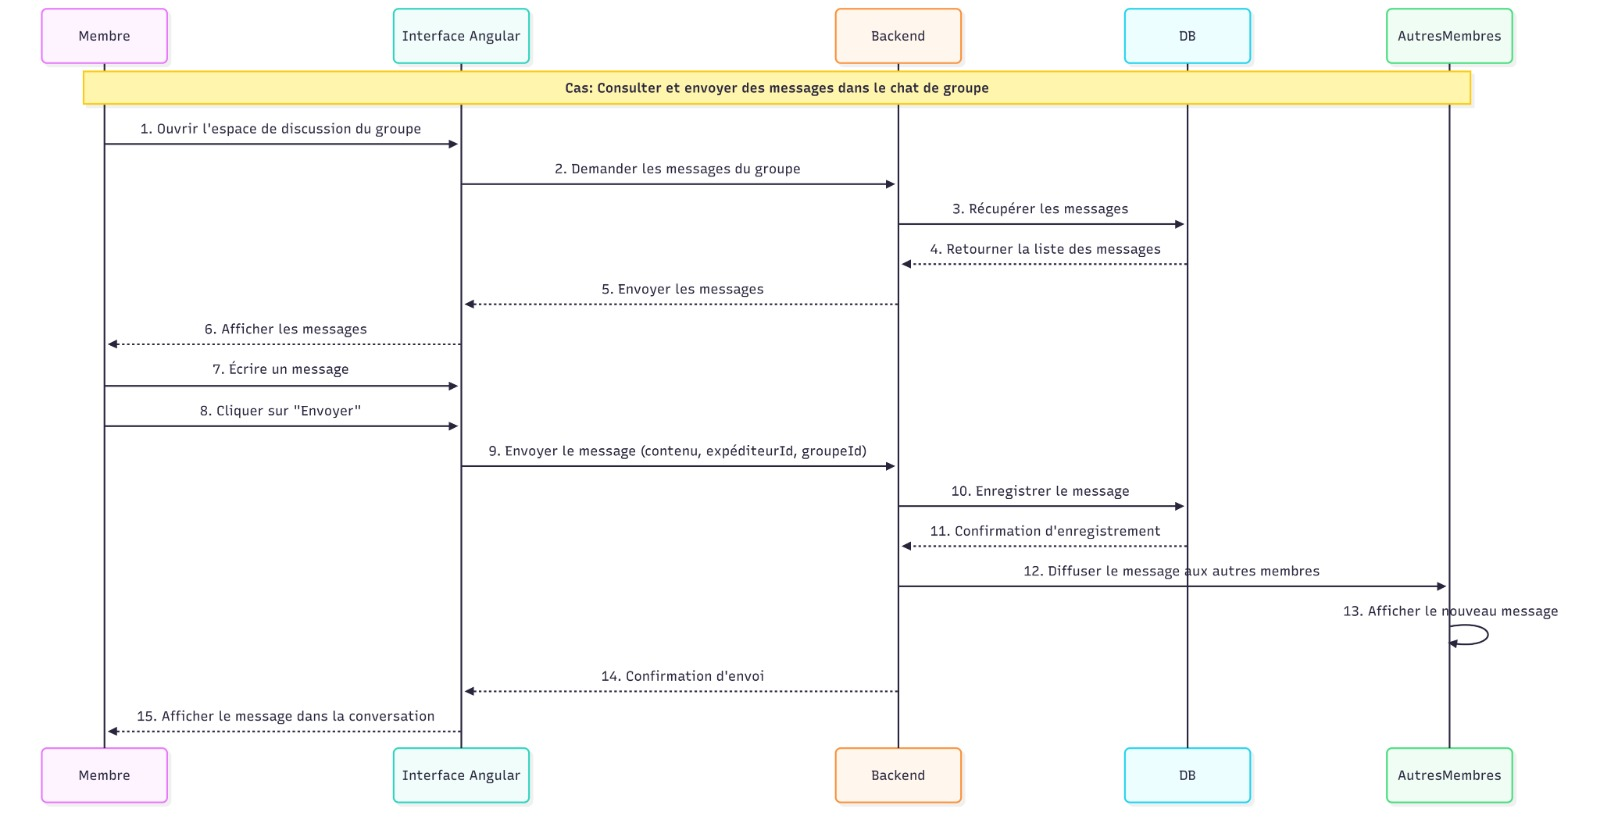 Membre
Interface Angular
Backend
DB
AutresMembres
Cas: Consulter et envoyer des messages dans le chat de groupe
1. Ouvrir l'espace de discussion du groupe
2. Demander les messages du groupe
3. Récupérer les messages
4. Retourner la liste des messages
5. Envoyer les messages
6. Afficher les messages
7. Écrire un message
8. Cliquer sur "Envoyer"
9. Envoyer le message (contenu, expéditeurId, groupeId)
10. Enregistrer le message
11. Confirmation d'enregistrement
12. Diffuser le message aux autres membres
13. Afficher le nouveau message
14. Confirmation d'envoi
15. Afficher le message dans la conversation
Membre
Interface Angular
Backend
DB
AutresMembres